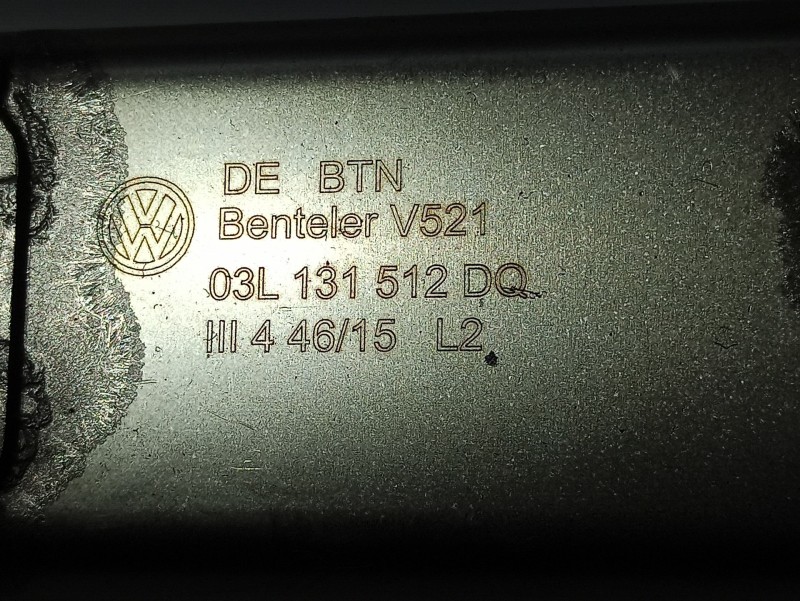 DE BTN
Benteler V521
03L 131 512 DQ
III 4 46/15 L2